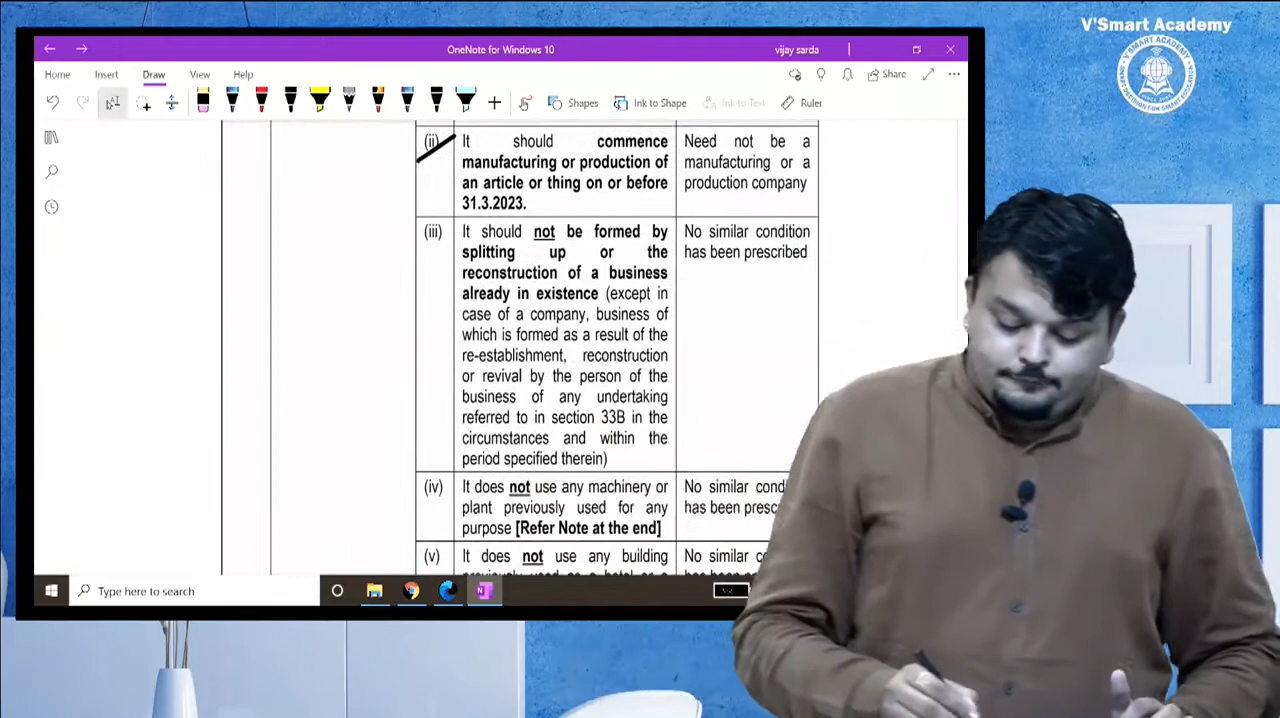 V'Smart Academy
V'SMART ACADEMY
OneNote for Windows 10
vijay sarda
Home Insert Draw View Help
Share
Shapes Ink to Shape Ink to Text Ruler
(ii) It should commence manufacturing or production of an article or thing on or before 31.3.2023.
Need not be a manufacturing or a production company
(iii) It should not be formed by splitting up or the reconstruction of a business already in existence (except in case of a company, business of which is formed as a result of the re-establishment, reconstruction or revival by the person of the business of any undertaking referred to in section 33B in the circumstances and within the period specified therein)
No similar condition has been prescribed
(iv) It does not use any machinery or plant previously used for any purpose [Refer Note at the end]
No similar
has been
(v) It does not use any building
No similar
Type here to search